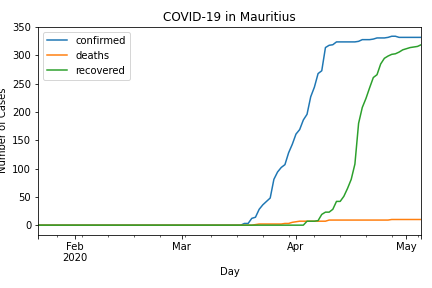 COVID-19 in Mauritius
350
300
250
200
150
100
50
0
Number of Cases
confirmed
deaths
recovered
Feb
2020
Mar
Apr
May
Day